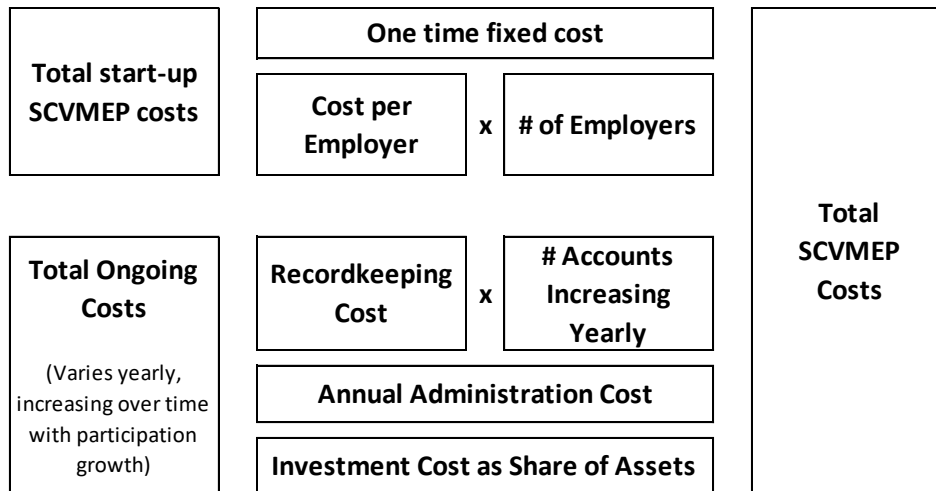 Total start-up
SCVMEP costs
One time fixed cost
Cost per
Employer
x
# of Employers
Total Ongoing
Costs
(Varies yearly,
increasing over time
with participation
growth)
Recordkeeping
Cost
x
# Accounts
Increasing
Yearly
Annual Administration Cost
Investment Cost as Share of Assets
Total
SCVMEP
Costs